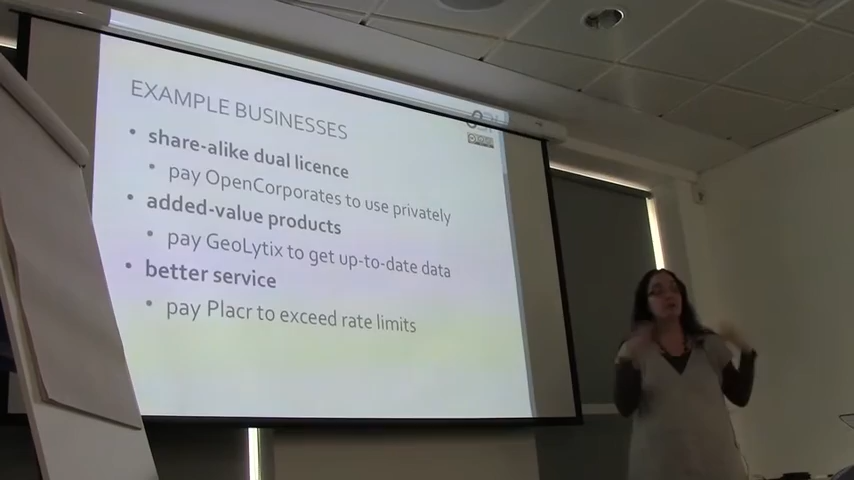 EXAMPLE BUSINESSES
• share-alike dual licence
• pay OpenCorporates to use privately
• added-value products
• pay GeoLytix to get up-to-date data
• better service
• pay Placr to exceed rate limits